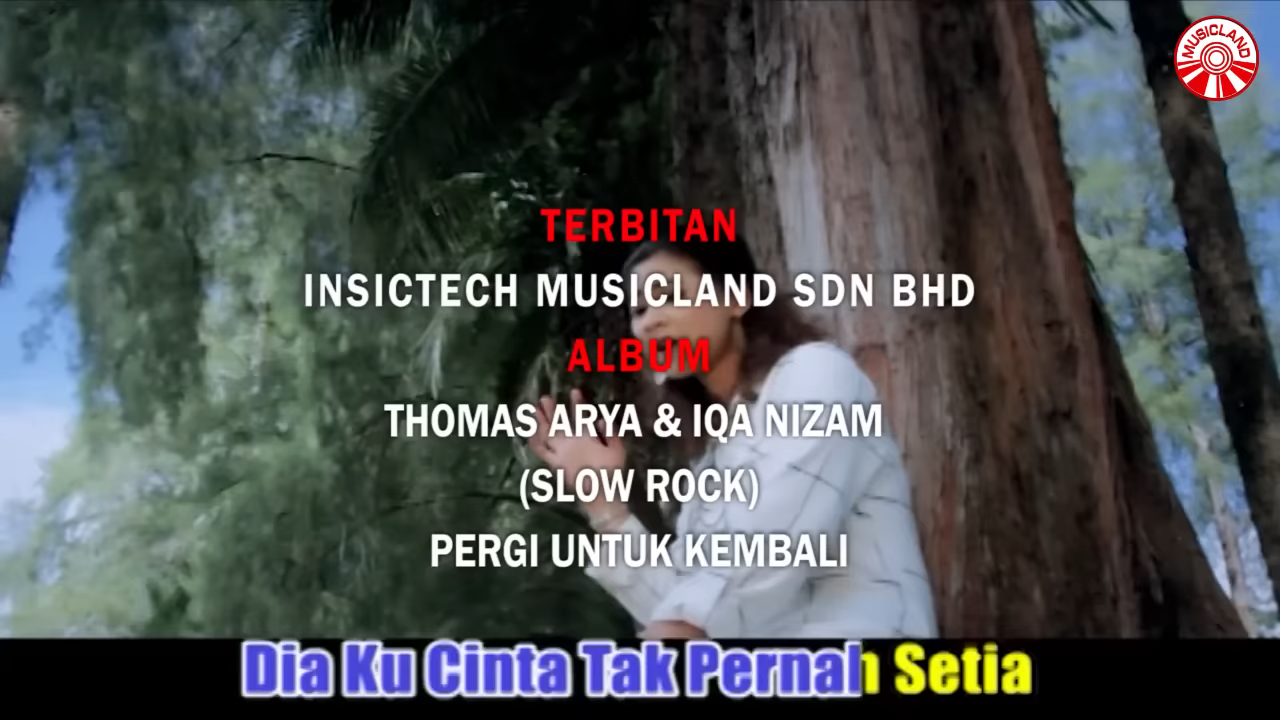 MUSICLAND
TERBITAN
INSICTECH MUSICLAND SDN BHD
ALBUM
THOMAS ARYA & IQA NIZAM
(SLOW ROCK)
PERGI UNTUK KEMBALI
Dia Ku Cinta Tak Pernah Setia